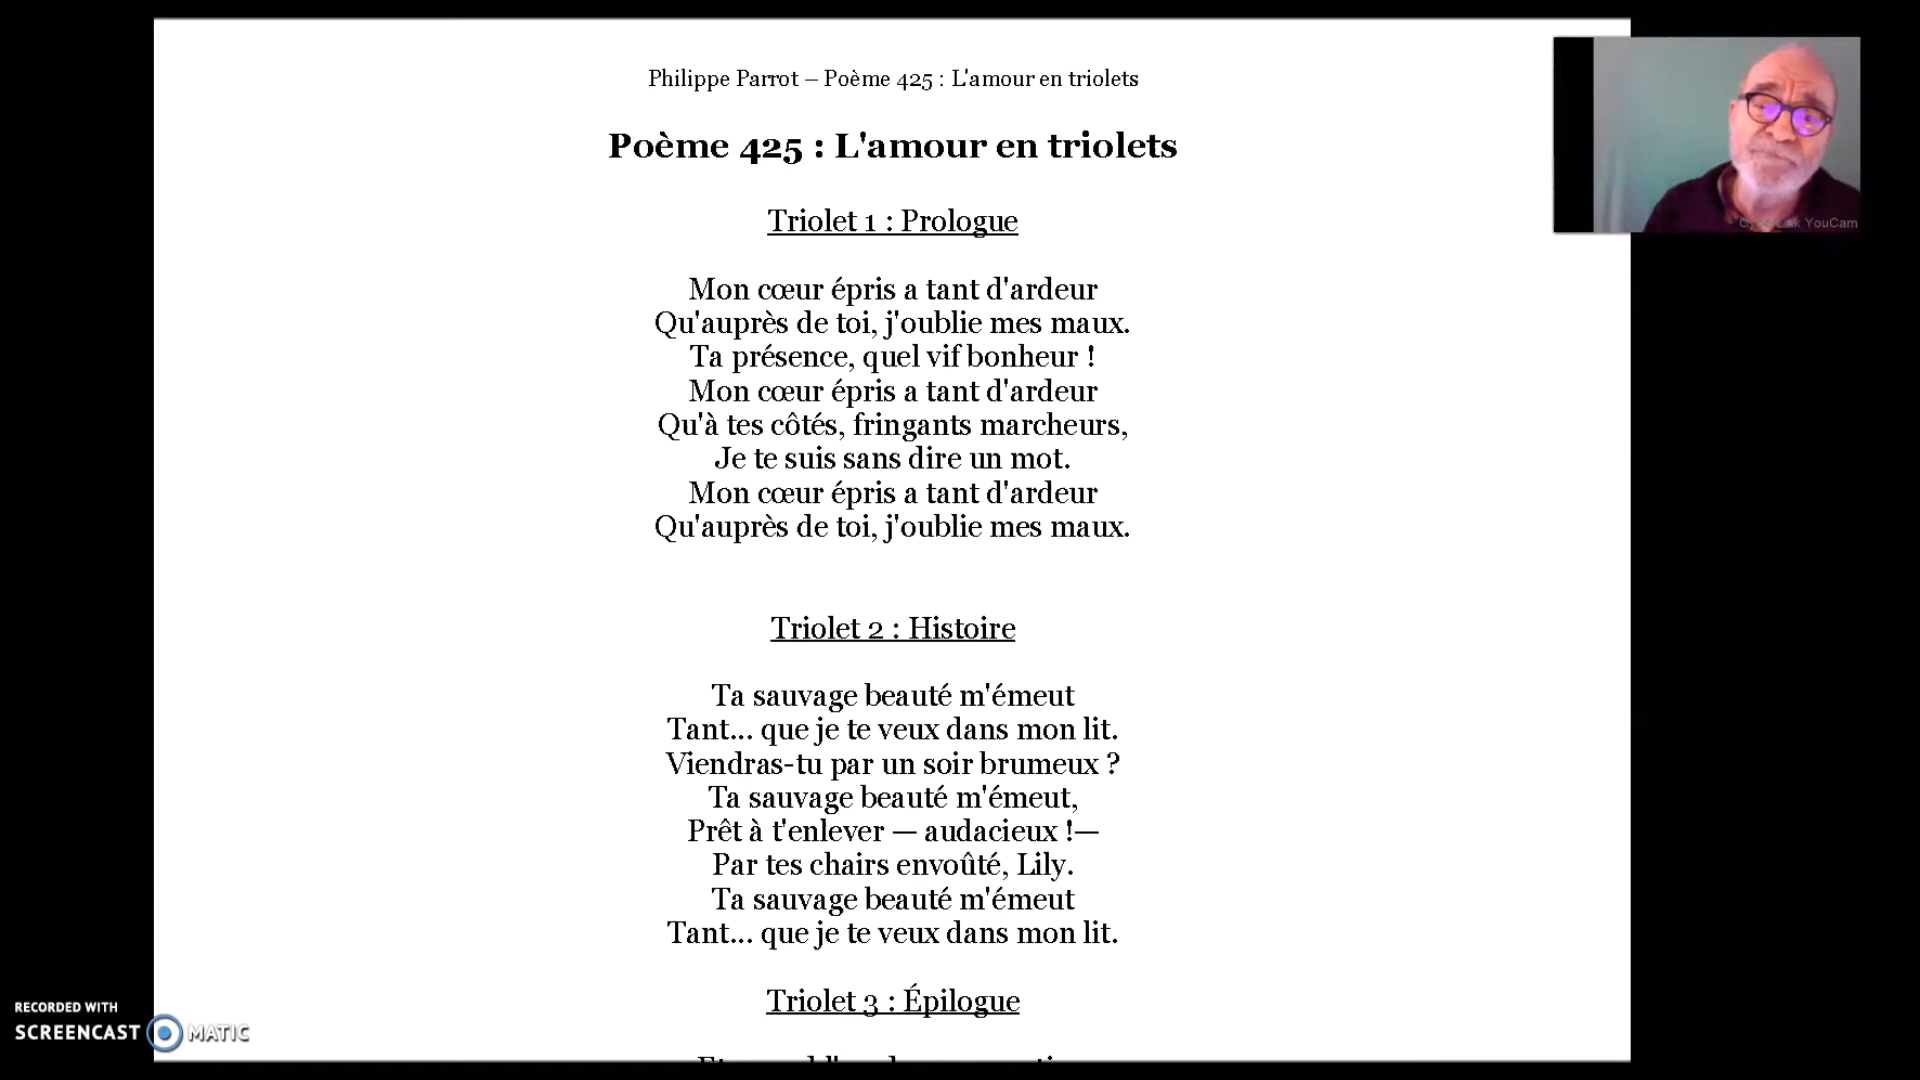 Philippe Parrot – Poème 425 : L'amour en triolets
Poème 425 : L'amour en triolets
Triolet 1 : Prologue
Mon cœur épris a tant d'ardeur
Qu'auprès de toi, j'oublie mes maux.
Ta présence, quel vif bonheur !
Mon cœur épris a tant d'ardeur
Qu'à tes côtés, fringants marcheurs,
Je te suis sans dire un mot.
Mon cœur épris a tant d'ardeur
Qu'auprès de toi, j'oublie mes maux.
Triolet 2 : Histoire
Ta sauvage beauté m'émeut
Tant... que je te veux dans mon lit.
Viendras-tu par un soir brumeux ?
Ta sauvage beauté m'émeut,
Prêt à t'enlever — audacieux !—
Par tes chairs envoûté, Lily.
Ta sauvage beauté m'émeut
Tant... que je te veux dans mon lit.
Triolet 3 : Épilogue
YouCam
RECORDED WITH
SCREENCAST MATIC